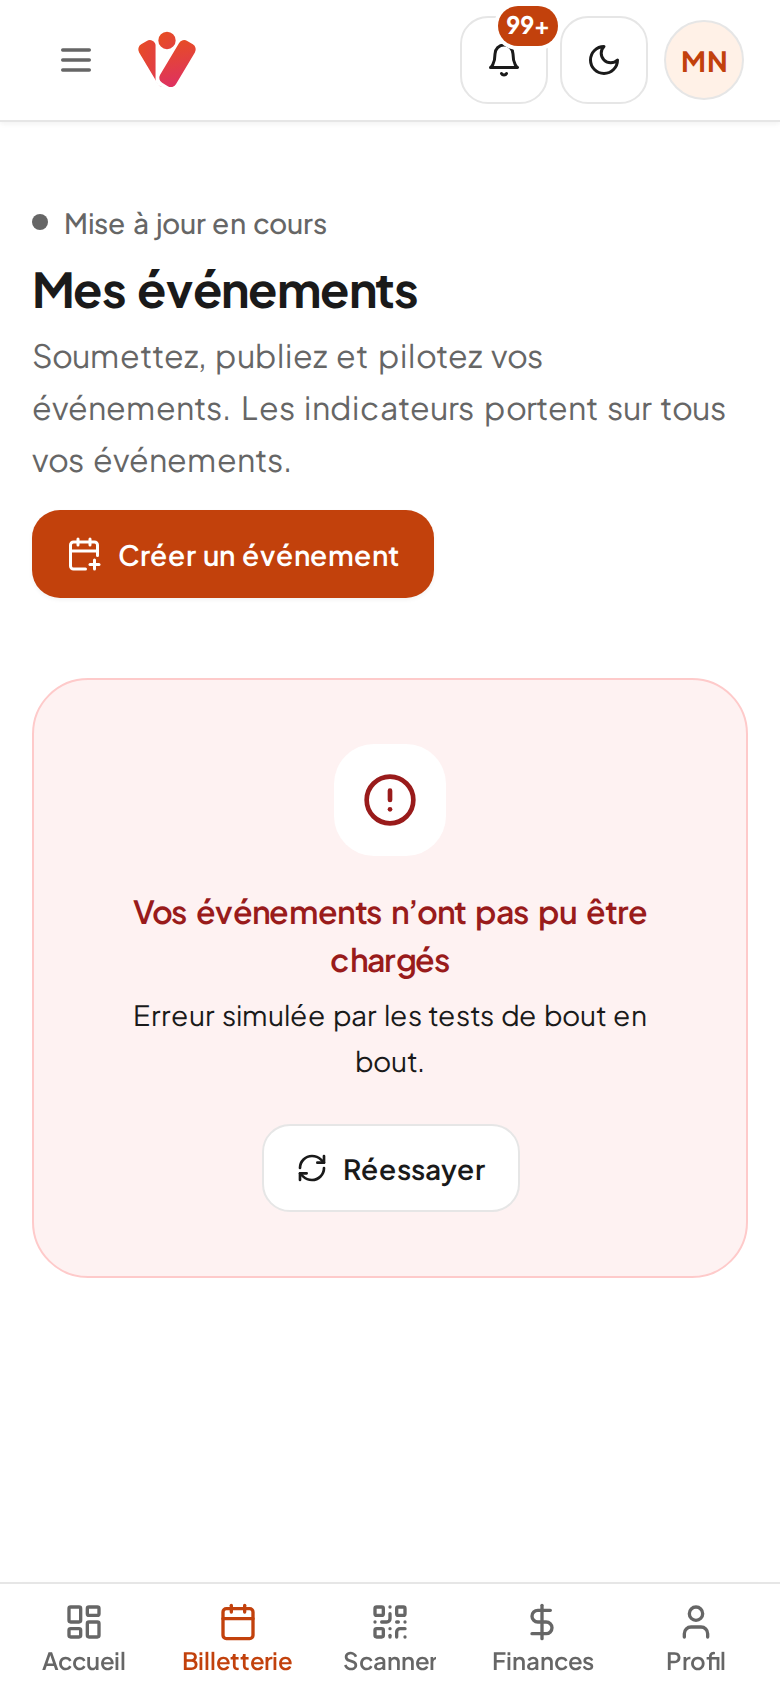 99+
MN
Mise à jour en cours
Mes événements
Soumettez, publiez et pilotez vos
événements. Les indicateurs portent sur tous
vos événements.
Créer un événement
Vos événements n’ont pas pu être
chargés
Erreur simulée par les tests de bout en
bout.
Réessayer
Accueil
Billetterie
Scanner
Finances
Profil